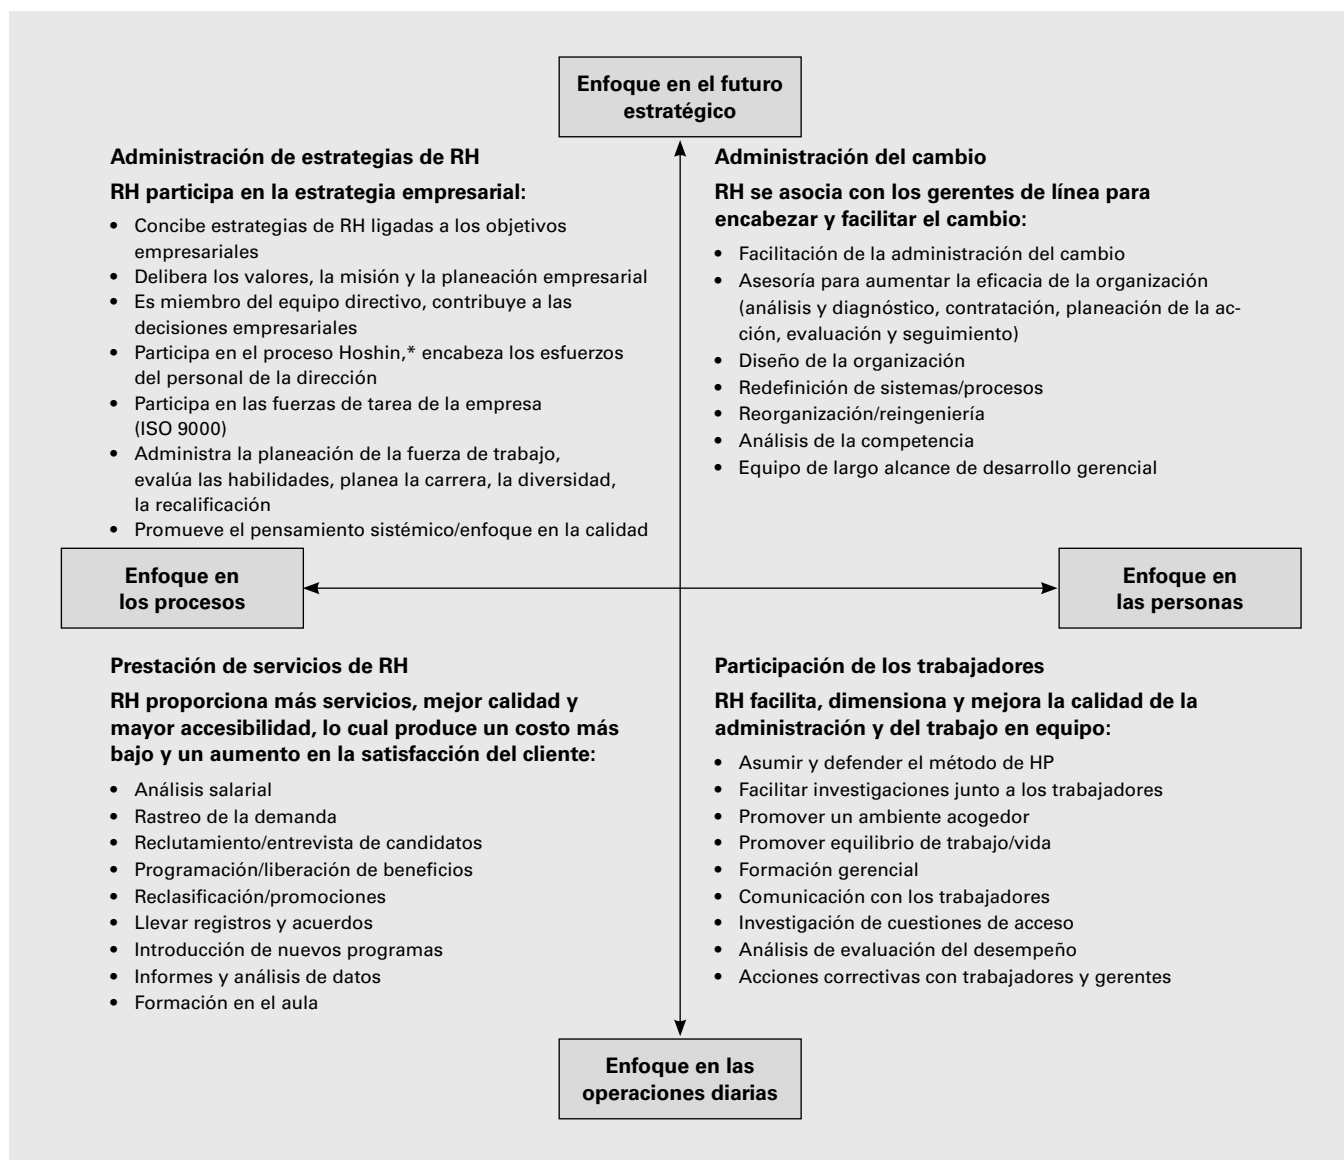 Enfoque en el futuro
estratégico
Administración de estrategias de RH
RH participa en la estrategia empresarial:
• Concibe estrategias de RH ligadas a los objetivos
empresariales
• Delibera los valores, la misión y la planeación empresarial
• Es miembro del equipo directivo, contribuye a las
decisiones empresariales
• Participa en el proceso Hoshin,* encabeza los esfuerzos
del personal de la dirección
• Participa en las fuerzas de tarea de la empresa
(ISO 9000)
• Administra la planeación de la fuerza de trabajo,
evalúa las habilidades, planea la carrera, la diversidad,
la recalificación
• Promueve el pensamiento sistémico/enfoque en la calidad
Administración del cambio
RH se asocia con los gerentes de línea para
encabezar y facilitar el cambio:
• Facilitación de la administración del cambio
• Asesoría para aumentar la eficacia de la organización
(análisis y diagnóstico, contratación, planeación de la ac-
ción, evaluación y seguimiento)
• Diseño de la organización
• Redefinición de sistemas/procesos
• Reorganización/reingeniería
• Análisis de la competencia
• Equipo de largo alcance de desarrollo gerencial
Enfoque en
los procesos
Enfoque en
las personas
Prestación de servicios de RH
RH proporciona más servicios, mejor calidad y
mayor accesibilidad, lo cual produce un costo más
bajo y un aumento en la satisfacción del cliente:
• Análisis salarial
• Rastreo de la demanda
• Reclutamiento/entrevista de candidatos
• Programación/liberación de beneficios
• Reclasificación/promociones
• Llevar registros y acuerdos
• Introducción de nuevos programas
• Informes y análisis de datos
• Formación en el aula
Participación de los trabajadores
RH facilita, dimensiona y mejora la calidad de la
administración y del trabajo en equipo:
• Asumir y defender el método de HP
• Facilitar investigaciones junto a los trabajadores
• Promover un ambiente acogedor
• Promover equilibrio de trabajo/vida
• Formación gerencial
• Comunicación con los trabajadores
• Investigación de cuestiones de acceso
• Análisis de evaluación del desempeño
• Acciones correctivas con trabajadores y gerentes
Enfoque en las
operaciones diarias